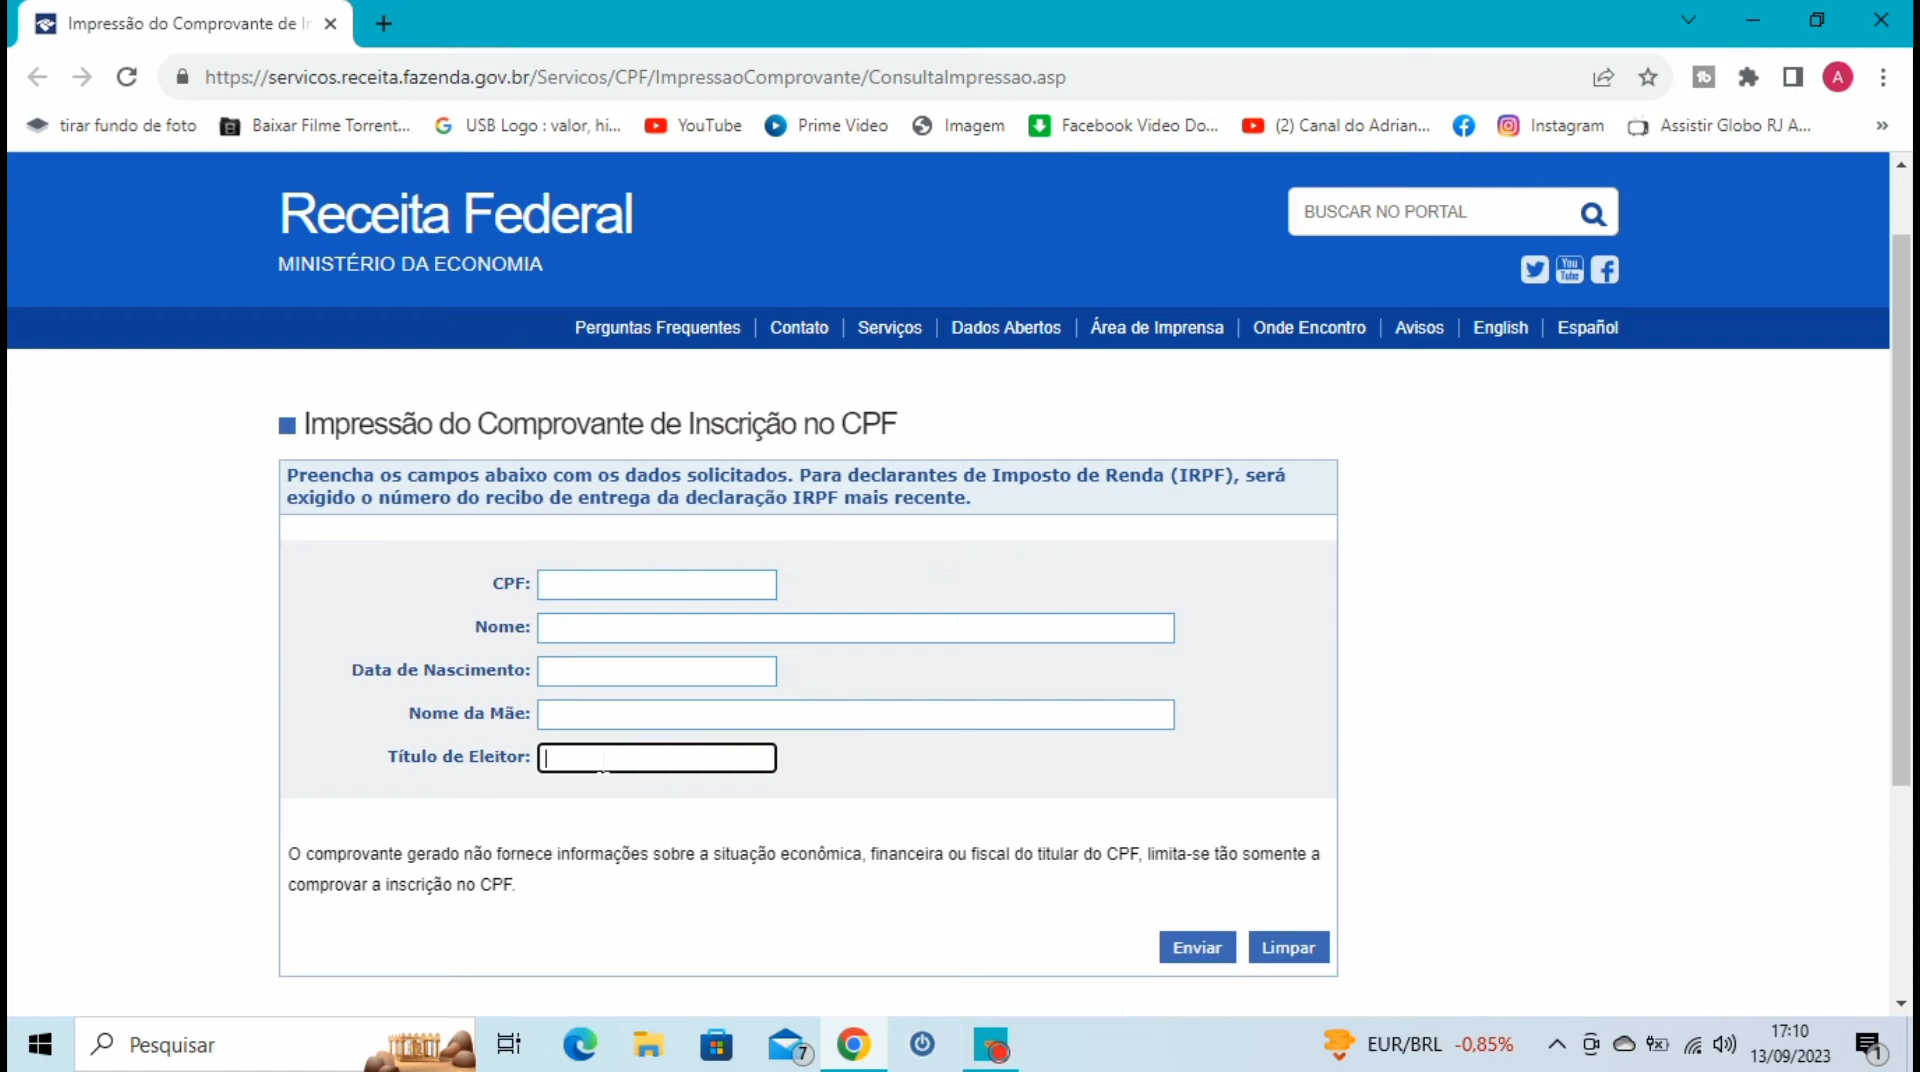 Impressão do Comprovante de I
https://servicos.receita.fazenda.gov.br/Servicos/CPF/ImpressaoComprovante/ConsultaImpressao.asp
A
tirar fundo de foto
Baixar Filme Torrent...
USB Logo : valor, hi...
YouTube
Prime Video
Imagem
Facebook Video Do...
(2) Canal do Adrian...
Instagram
Assistir Globo RJ A...
»
Receita Federal
MINISTÉRIO DA ECONOMIA
BUSCAR NO PORTAL
You Tube
Perguntas Frequentes | Contato | Serviços | Dados Abertos | Área de Imprensa | Onde Encontro | Avisos | English | Español
Impressão do Comprovante de Inscrição no CPF
Preencha os campos abaixo com os dados solicitados. Para declarantes de Imposto de Renda (IRPF), será
exigido o número do recibo de entrega da declaração IRPF mais recente.
CPF:
Nome:
Data de Nascimento:
Nome da Mãe:
Título de Eleitor:
O comprovante gerado não fornece informações sobre a situação econômica, financeira ou fiscal do titular do CPF, limita-se tão somente a
comprovar a inscrição no CPF.
Enviar
Limpar
Pesquisar
7
EUR/BRL -0,85%
17:10
13/09/2023
1